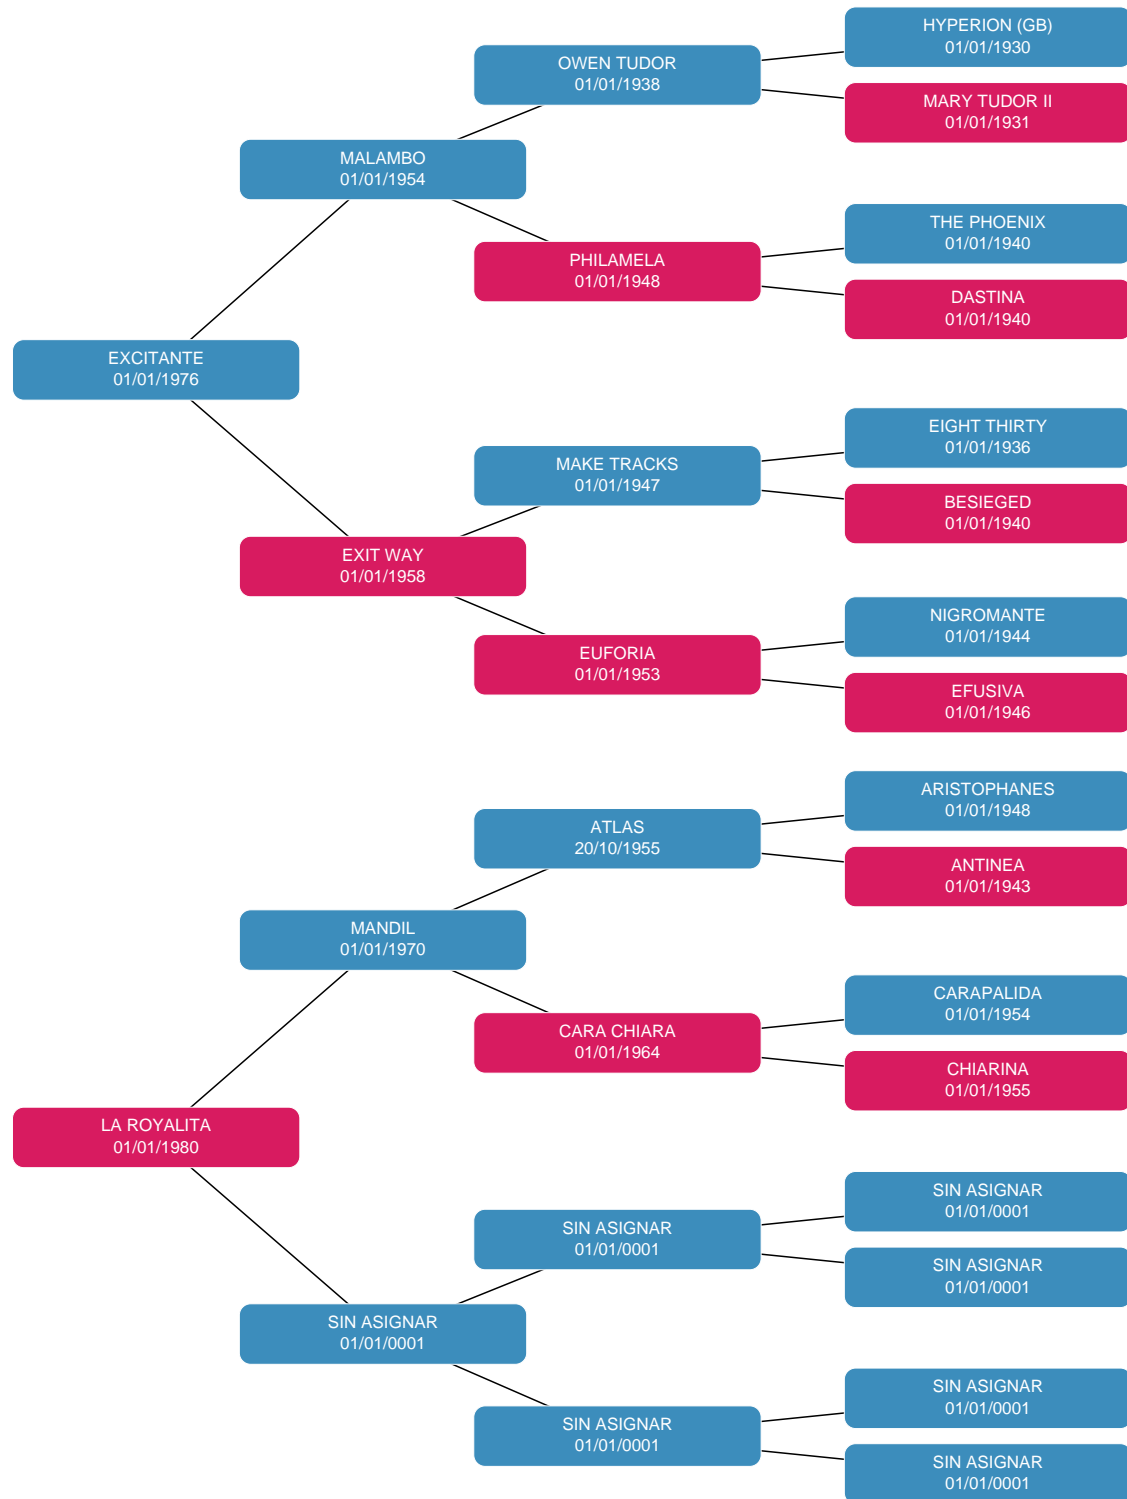 HYPERION (GB)
01/01/1930
OWEN TUDOR
01/01/1938
MARY TUDOR II
01/01/1931
MALAMBO
01/01/1954
THE PHOENIX
01/01/1940
PHILAMELA
01/01/1948
DASTINA
01/01/1940
EXCITANTE
01/01/1976
EIGHT THIRTY
01/01/1936
MAKE TRACKS
01/01/1947
BESIEGED
01/01/1940
EXIT WAY
01/01/1958
NIGROMANTE
01/01/1944
EUFORIA
01/01/1953
EFUSIVA
01/01/1946
ARISTOPHANES
01/01/1948
ATLAS
20/10/1955
ANTINEA
01/01/1943
MANDIL
01/01/1970
CARAPALIDA
01/01/1954
CARA CHIARA
01/01/1964
CHIARINA
01/01/1955
LA ROYALITA
01/01/1980
SIN ASIGNAR
01/01/0001
SIN ASIGNAR
01/01/0001
SIN ASIGNAR
01/01/0001
SIN ASIGNAR
01/01/0001
SIN ASIGNAR
01/01/0001
SIN ASIGNAR
01/01/0001
SIN ASIGNAR
01/01/0001